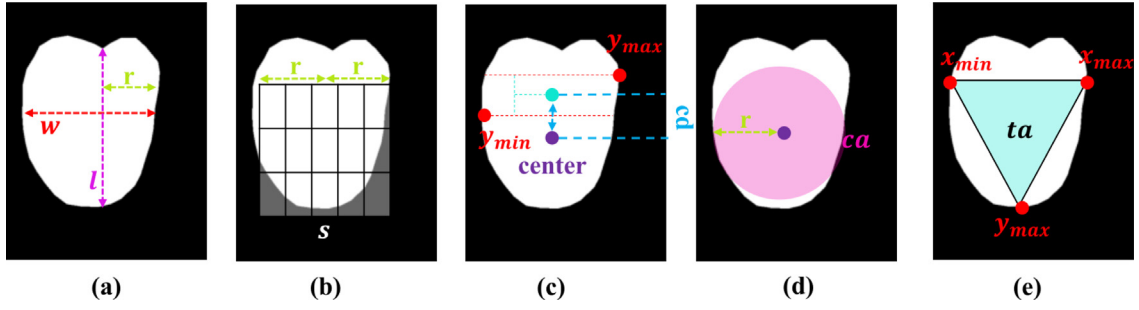 r
w
l
(a)
r r
s
(b)
y_max
y_min
center
cd
(c)
r
ca
(d)
x_min x_max
ta
y_max
(e)